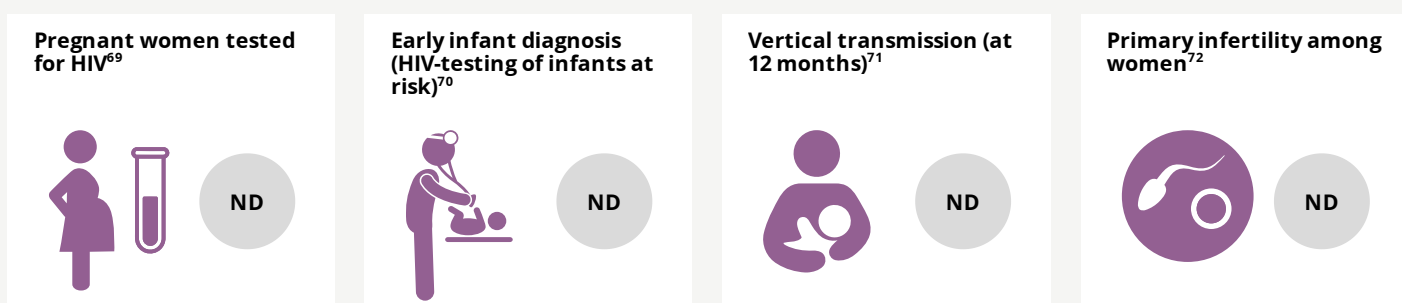 Pregnant women tested
for HIV69
ND
Early infant diagnosis
(HIV-testing of infants at
risk)70
ND
Vertical transmission (at
12 months)71
ND
Primary infertility among
women72
ND